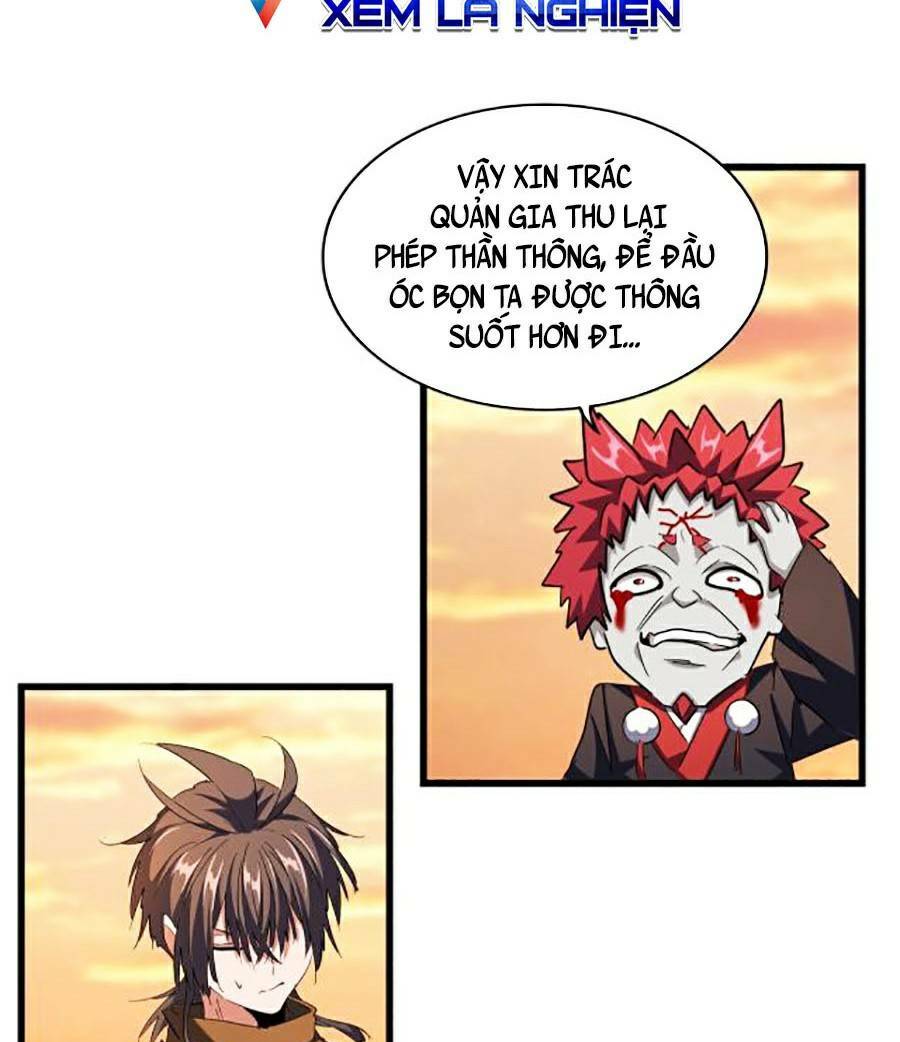 XEM LÀ NGHIỆN
VẬY XIN TRÁC
QUẢN GIA THU LẠI
PHÉP THẦN THÔNG, ĐỂ ĐẦU
ÓC BỌN TA ĐƯỢC THÔNG
SUỐT HƠN ĐI...